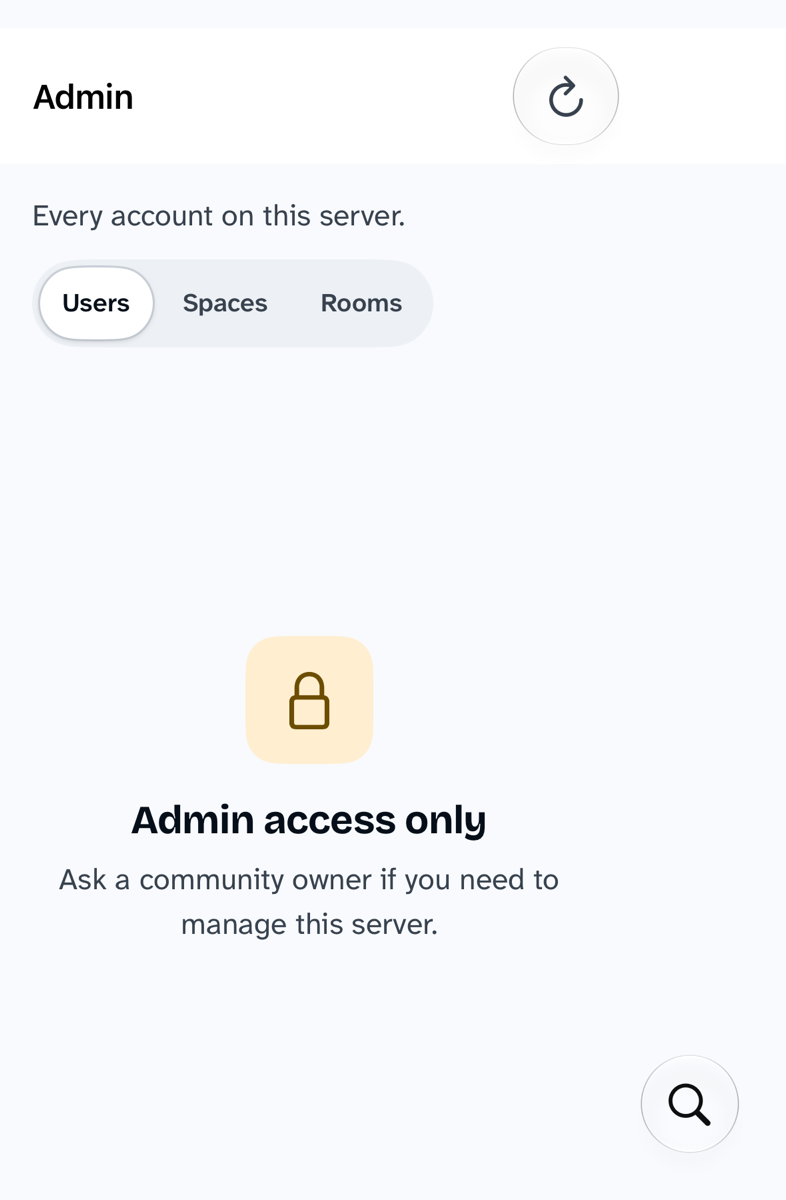 Admin
Every account on this server.
Users Spaces Rooms
Admin access only
Ask a community owner if you need to
manage this server.